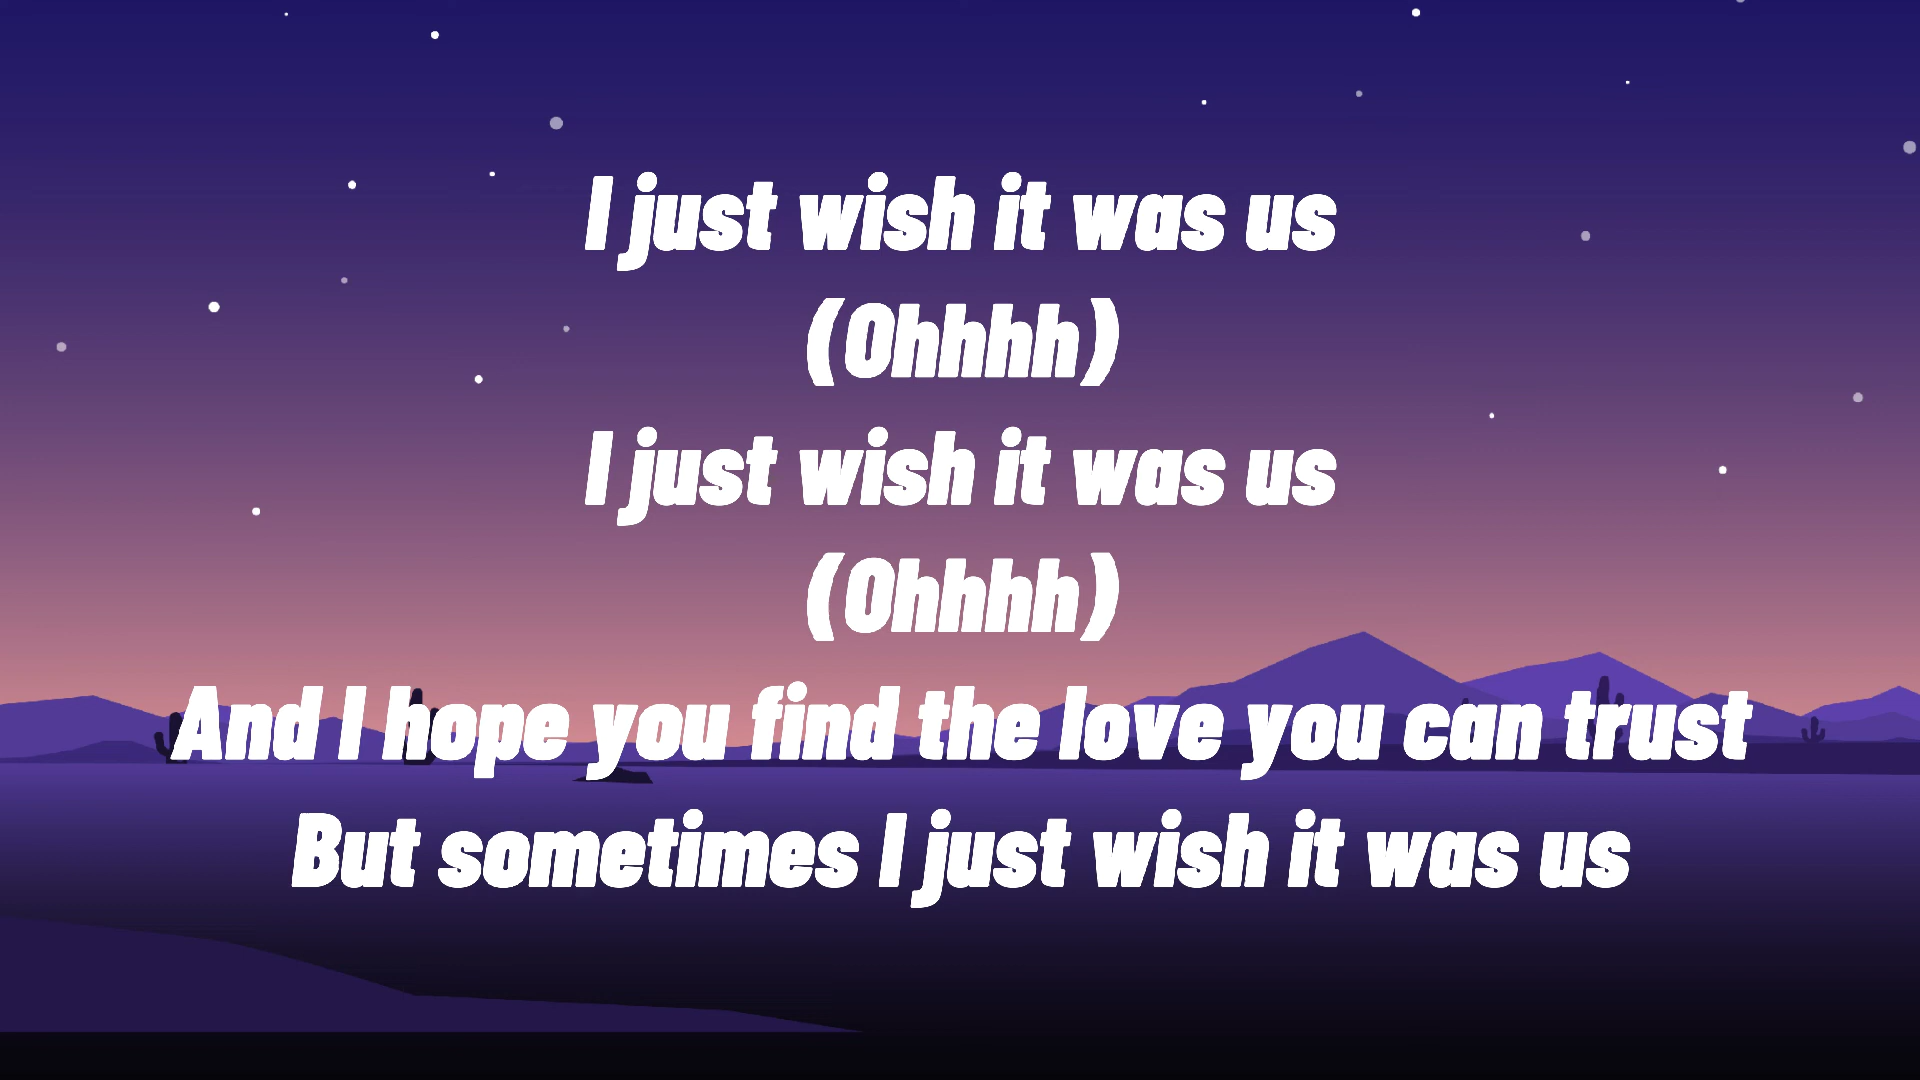 I just wish it was us
(Ohhhh)
I just wish it was us
(Ohhhh)
And I hope you find the love you can trust
But sometimes I just wish it was us